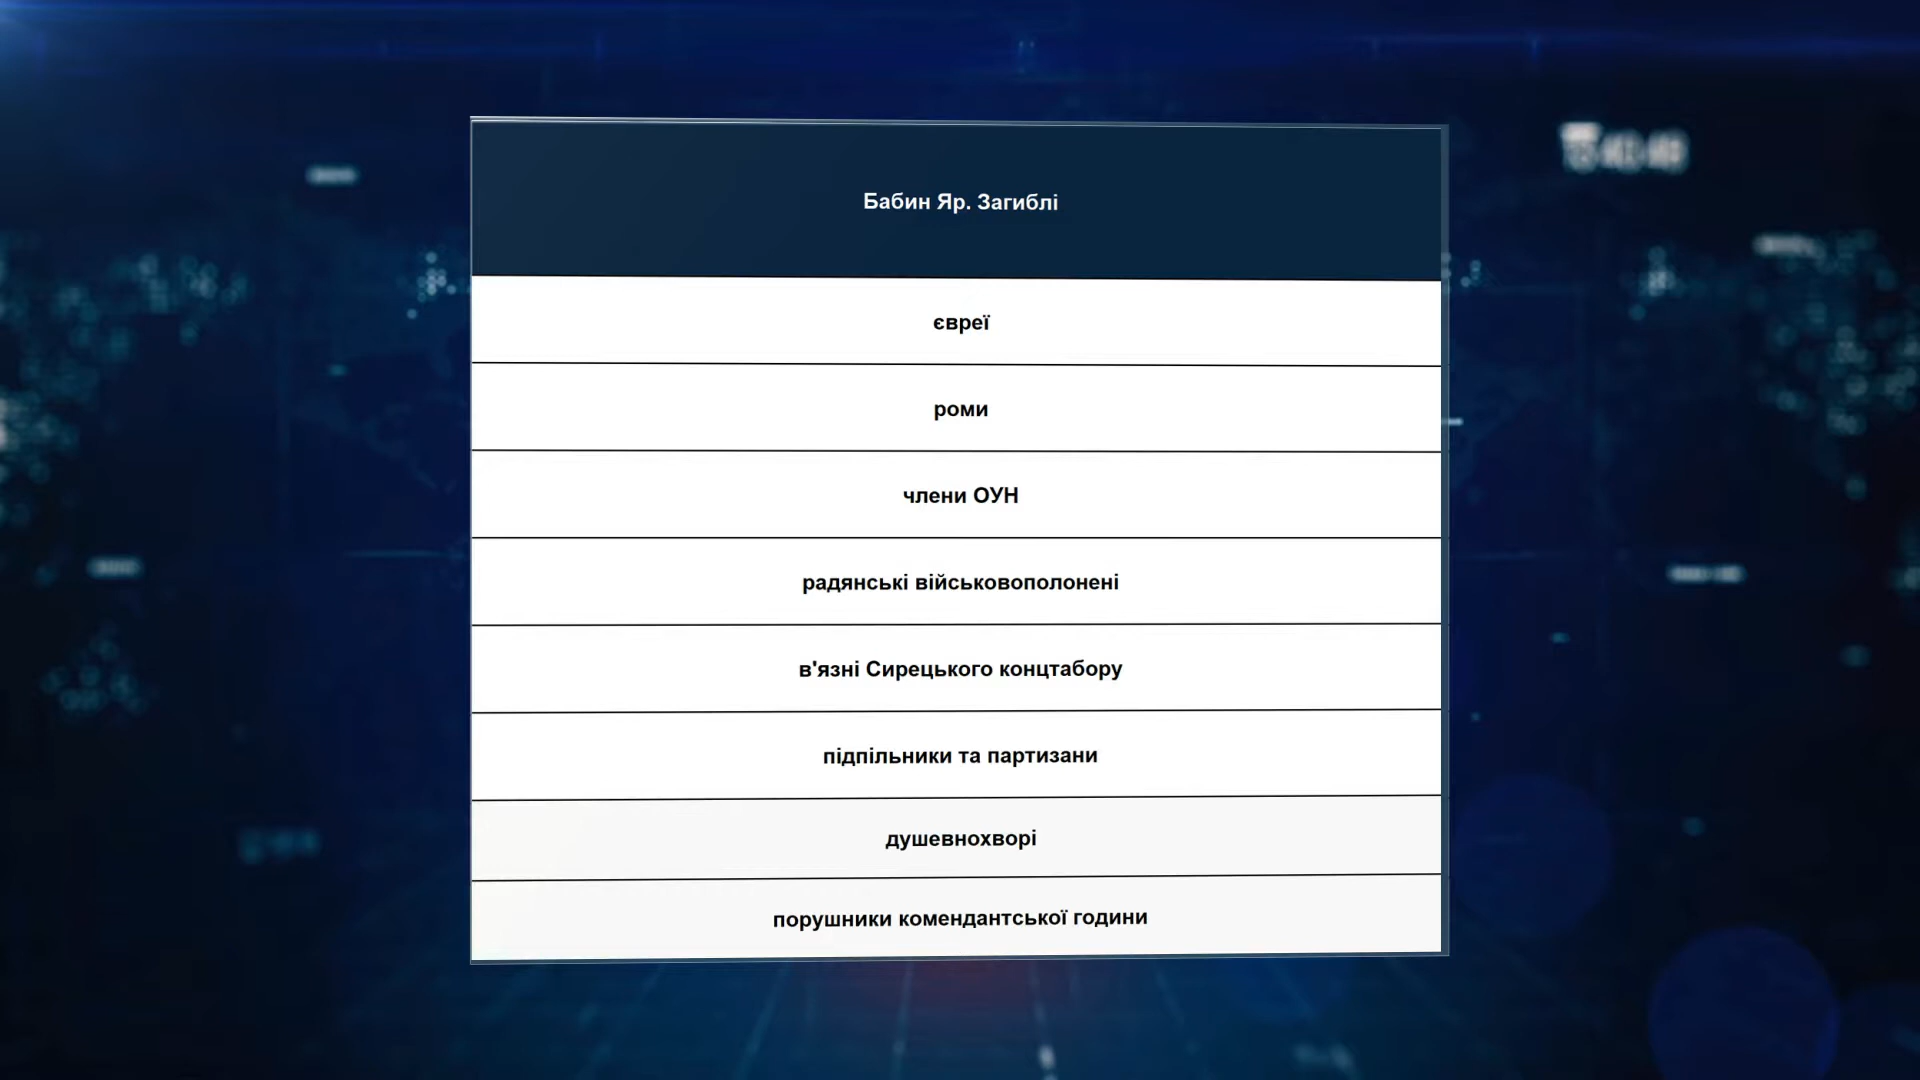 Бабин Яр. Загиблі
євреї
роми
члени ОУН
радянські військовополонені
в'язні Сирецького концтабору
підпільники та партизани
душевнохворі
порушники комендантської години